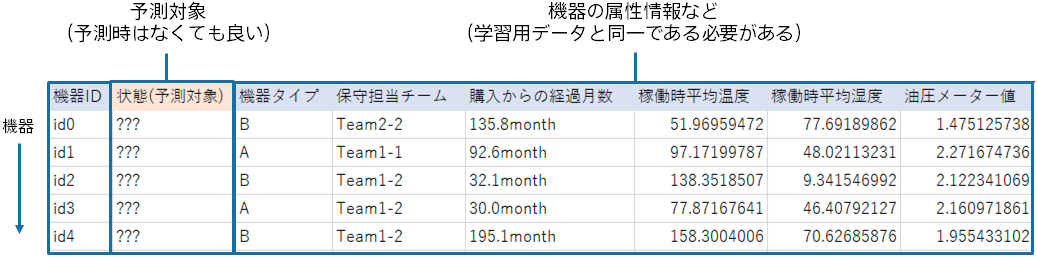 予測対象
（予測時はなくても良い）
機器の属性情報など
（学習用データと同一である必要がある）
機器
機器ID 状態(予測対象) 機器タイプ 保守担当チーム 購入からの経過月数 稼働時平均温度 稼働時平均湿度 油圧メーター値
id0 ??? B Team2-2 135.8month 51.96959472 77.69189862 1.475125738
id1 ??? A Team1-1 92.6month 97.17199787 48.02113231 2.271674736
id2 ??? B Team1-2 32.1month 138.3518507 9.341546992 2.122341069
id3 ??? A Team1-2 30.0month 77.87167641 46.40792127 2.160971861
id4 ??? B Team1-2 195.1month 158.3004006 70.62685876 1.955433102